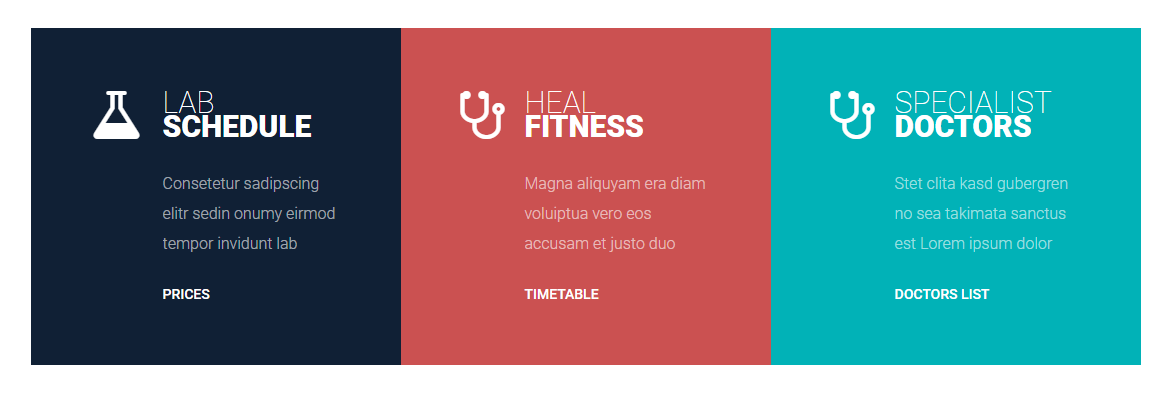 LAB
SCHEDULE
Consetetur sadipscing
elitr sedin onumy eirmod
tempor invidunt lab
PRICES
HEAL
FITNESS
Magna aliquyam era diam
voluiptua vero eos
accusam et justo duo
TIMETABLE
SPECIALIST
DOCTORS
Stet clita kasd gubergren
no sea takimata sanctus
est Lorem ipsum dolor
DOCTORS LIST